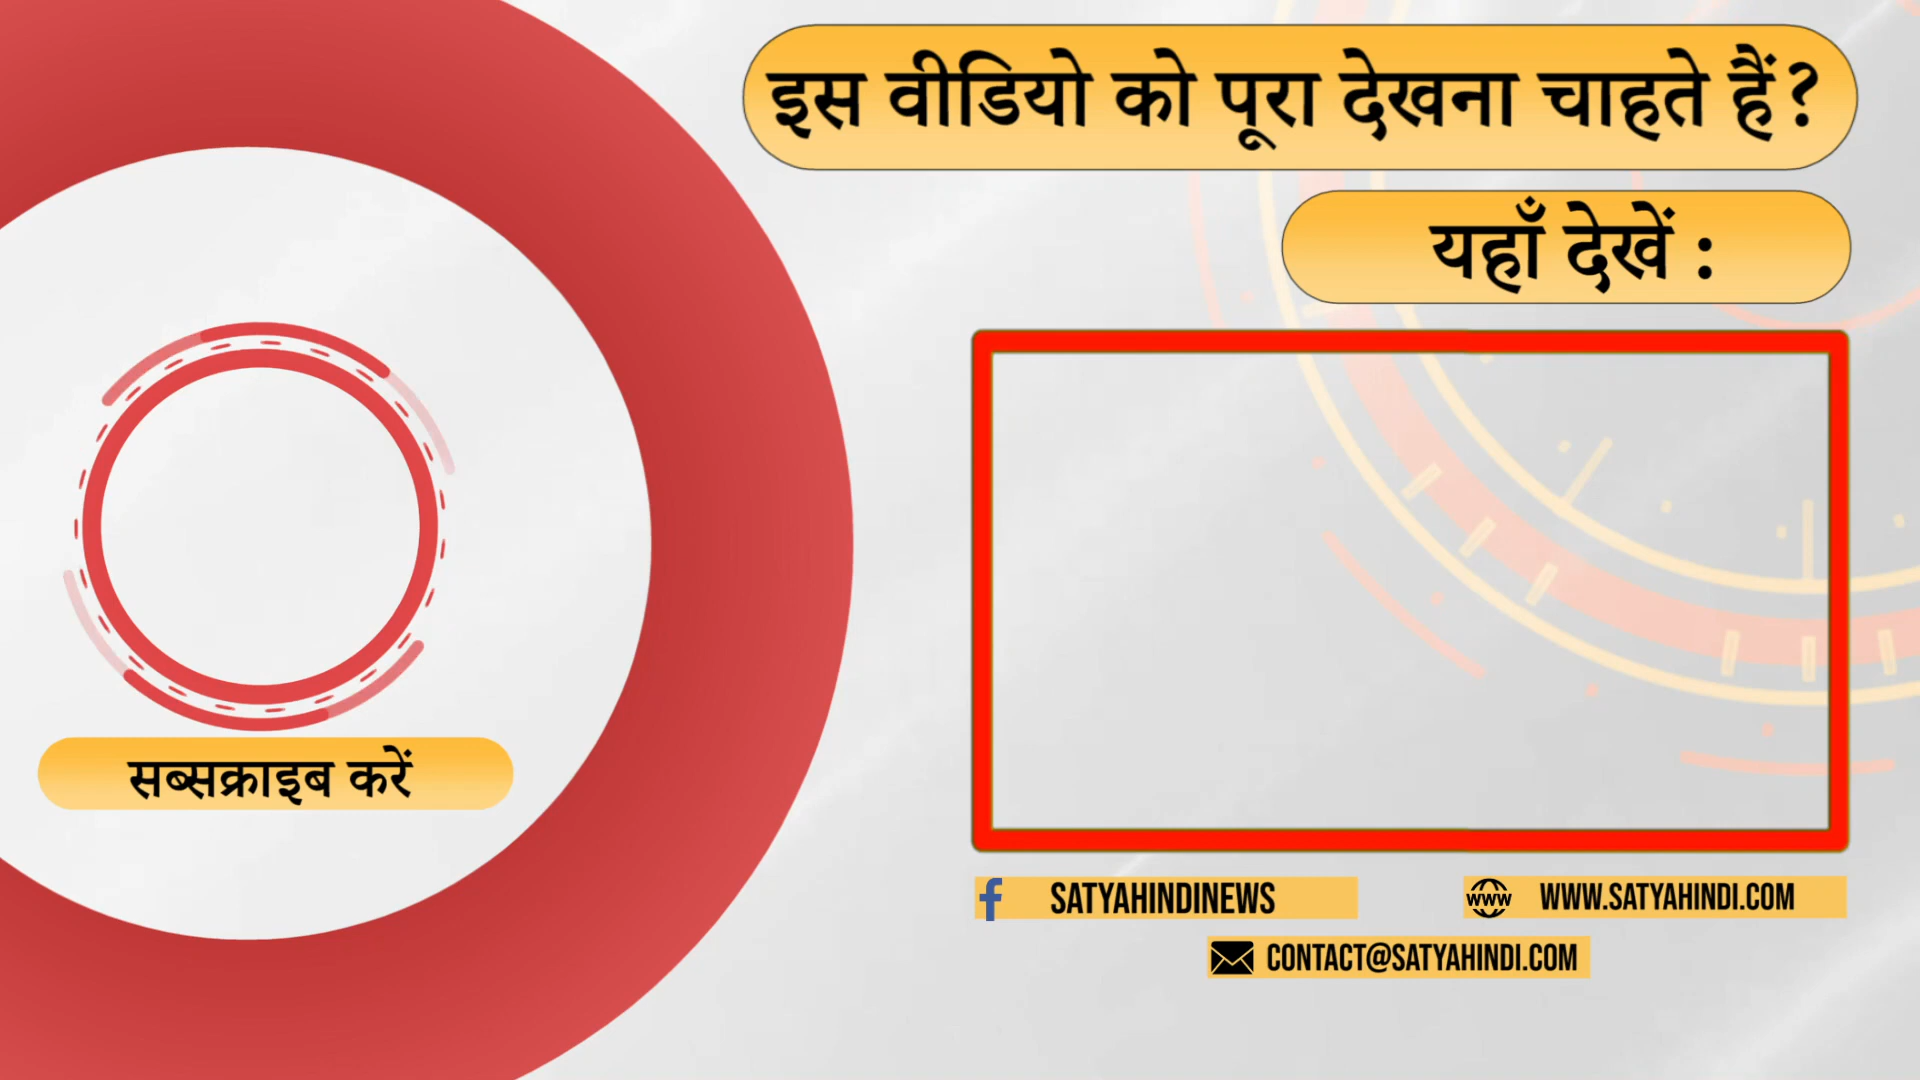 इस वीडियो को पूरा देखना चाहते हैं?
यहाँ देखें :
सब्सक्राइब करें
SATYAHINDINEWS
WWW WWW.SATYAHINDI.COM
CONTACT@SATYAHINDI.COM